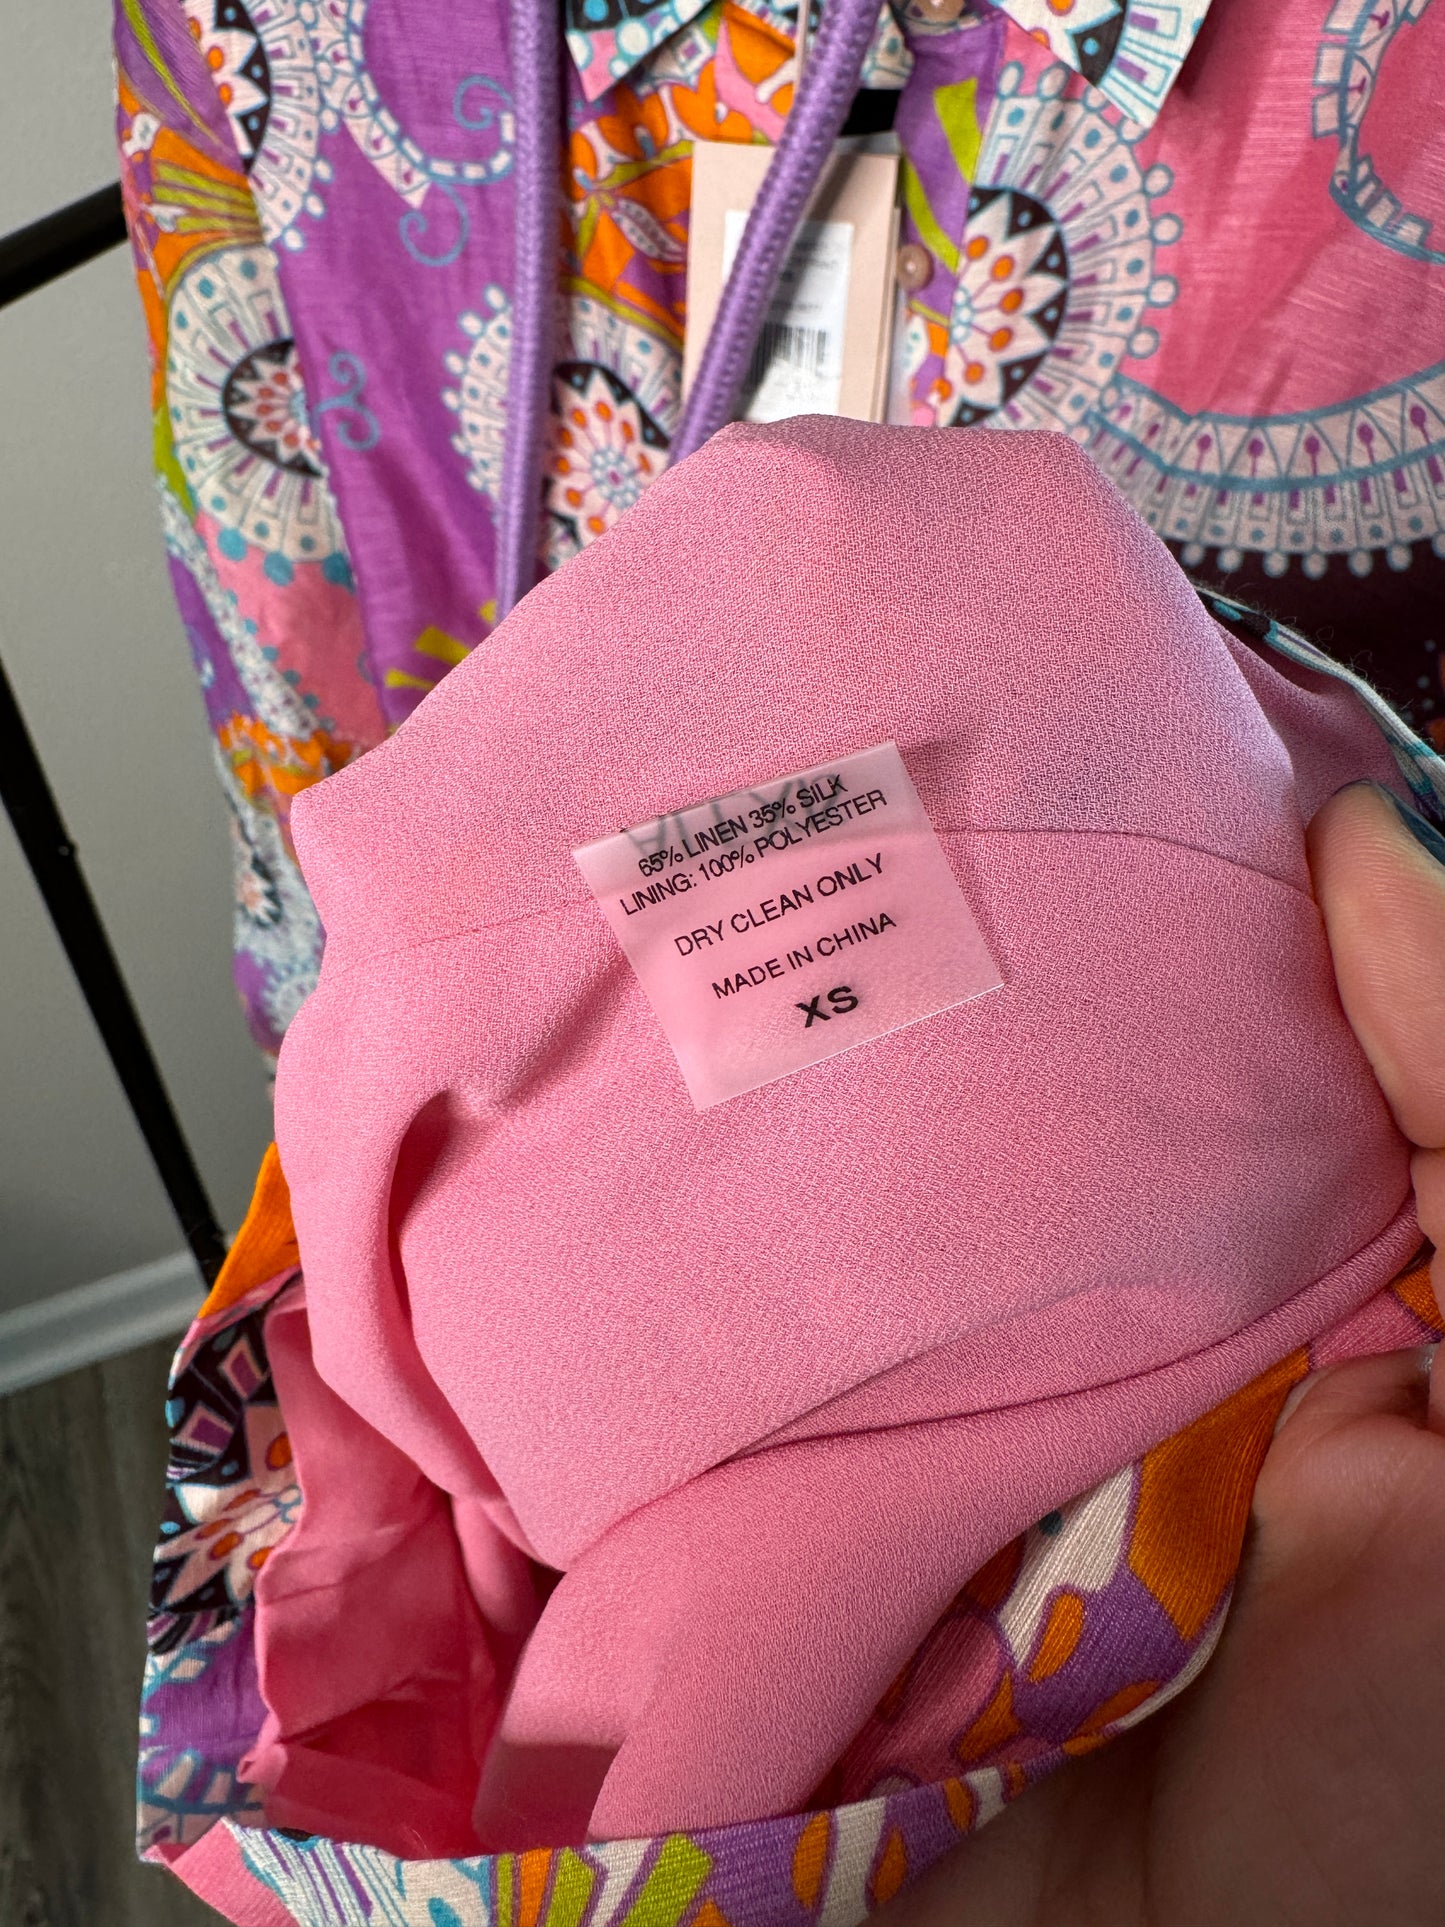 65% LINEN 35% SILK
LINING: 100% POLYESTER
DRY CLEAN ONLY
MADE IN CHINA
XS